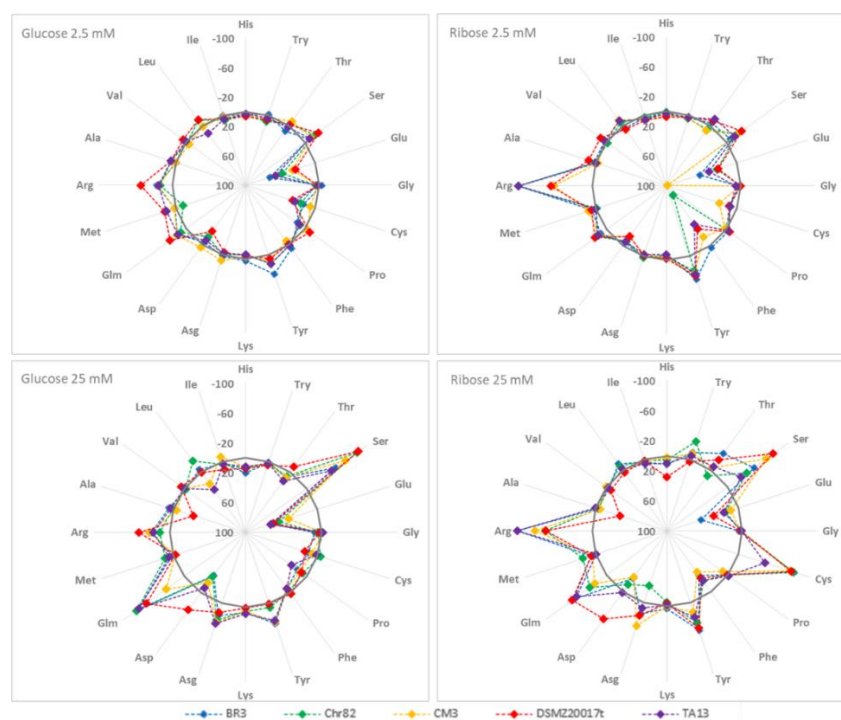 Glucose 2.5 mM
His
-100
-60
-20
20
60
100
Try
Thr
Ser
Glu
Gly
Cys
Pro
Phe
Tyr
Lys
Asg
Asp
Glm
Met
Arg
Ala
Val
Leu
Ile
Ribose 2.5 mM
His
-100
-60
-20
20
60
100
Try
Thr
Ser
Glu
Gly
Cys
Pro
Phe
Tyr
Lys
Asg
Asp
Glm
Met
Arg
Ala
Val
Leu
Ile
Glucose 25 mM
His
-100
-60
-20
20
60
100
Try
Thr
Ser
Glu
Gly
Cys
Pro
Phe
Tyr
Lys
Asg
Asp
Glm
Met
Arg
Ala
Val
Leu
Ile
Ribose 25 mM
His
-100
-60
-20
20
60
100
Try
Thr
Ser
Glu
Gly
Cys
Pro
Phe
Tyr
Lys
Asg
Asp
Glm
Met
Arg
Ala
Val
Leu
Ile
BR3 Chr82 CM3 DSMZ20017t TA13